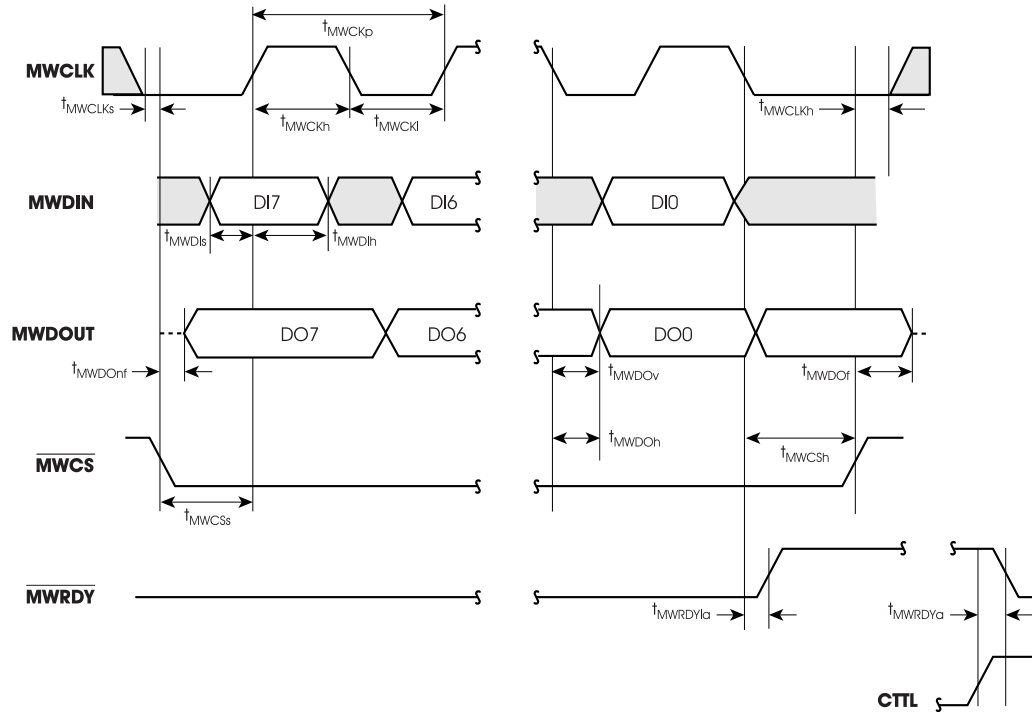 tMWCKp
MWCLK
tMWCLKs
tMWCKh
tMWCKl
tMWCLKh
MWDIN
DI7
DI6
DI0
tMWDIs
tMWDIh
MWDOUT
DO7
DO6
DO0
tMWDOnf
tMWDOv
tMWDOf
tMWDOh
MWCS
tMWCSh
tMWCSs
MWRDY
tMWRDYla
tMWRDYa
CTTL